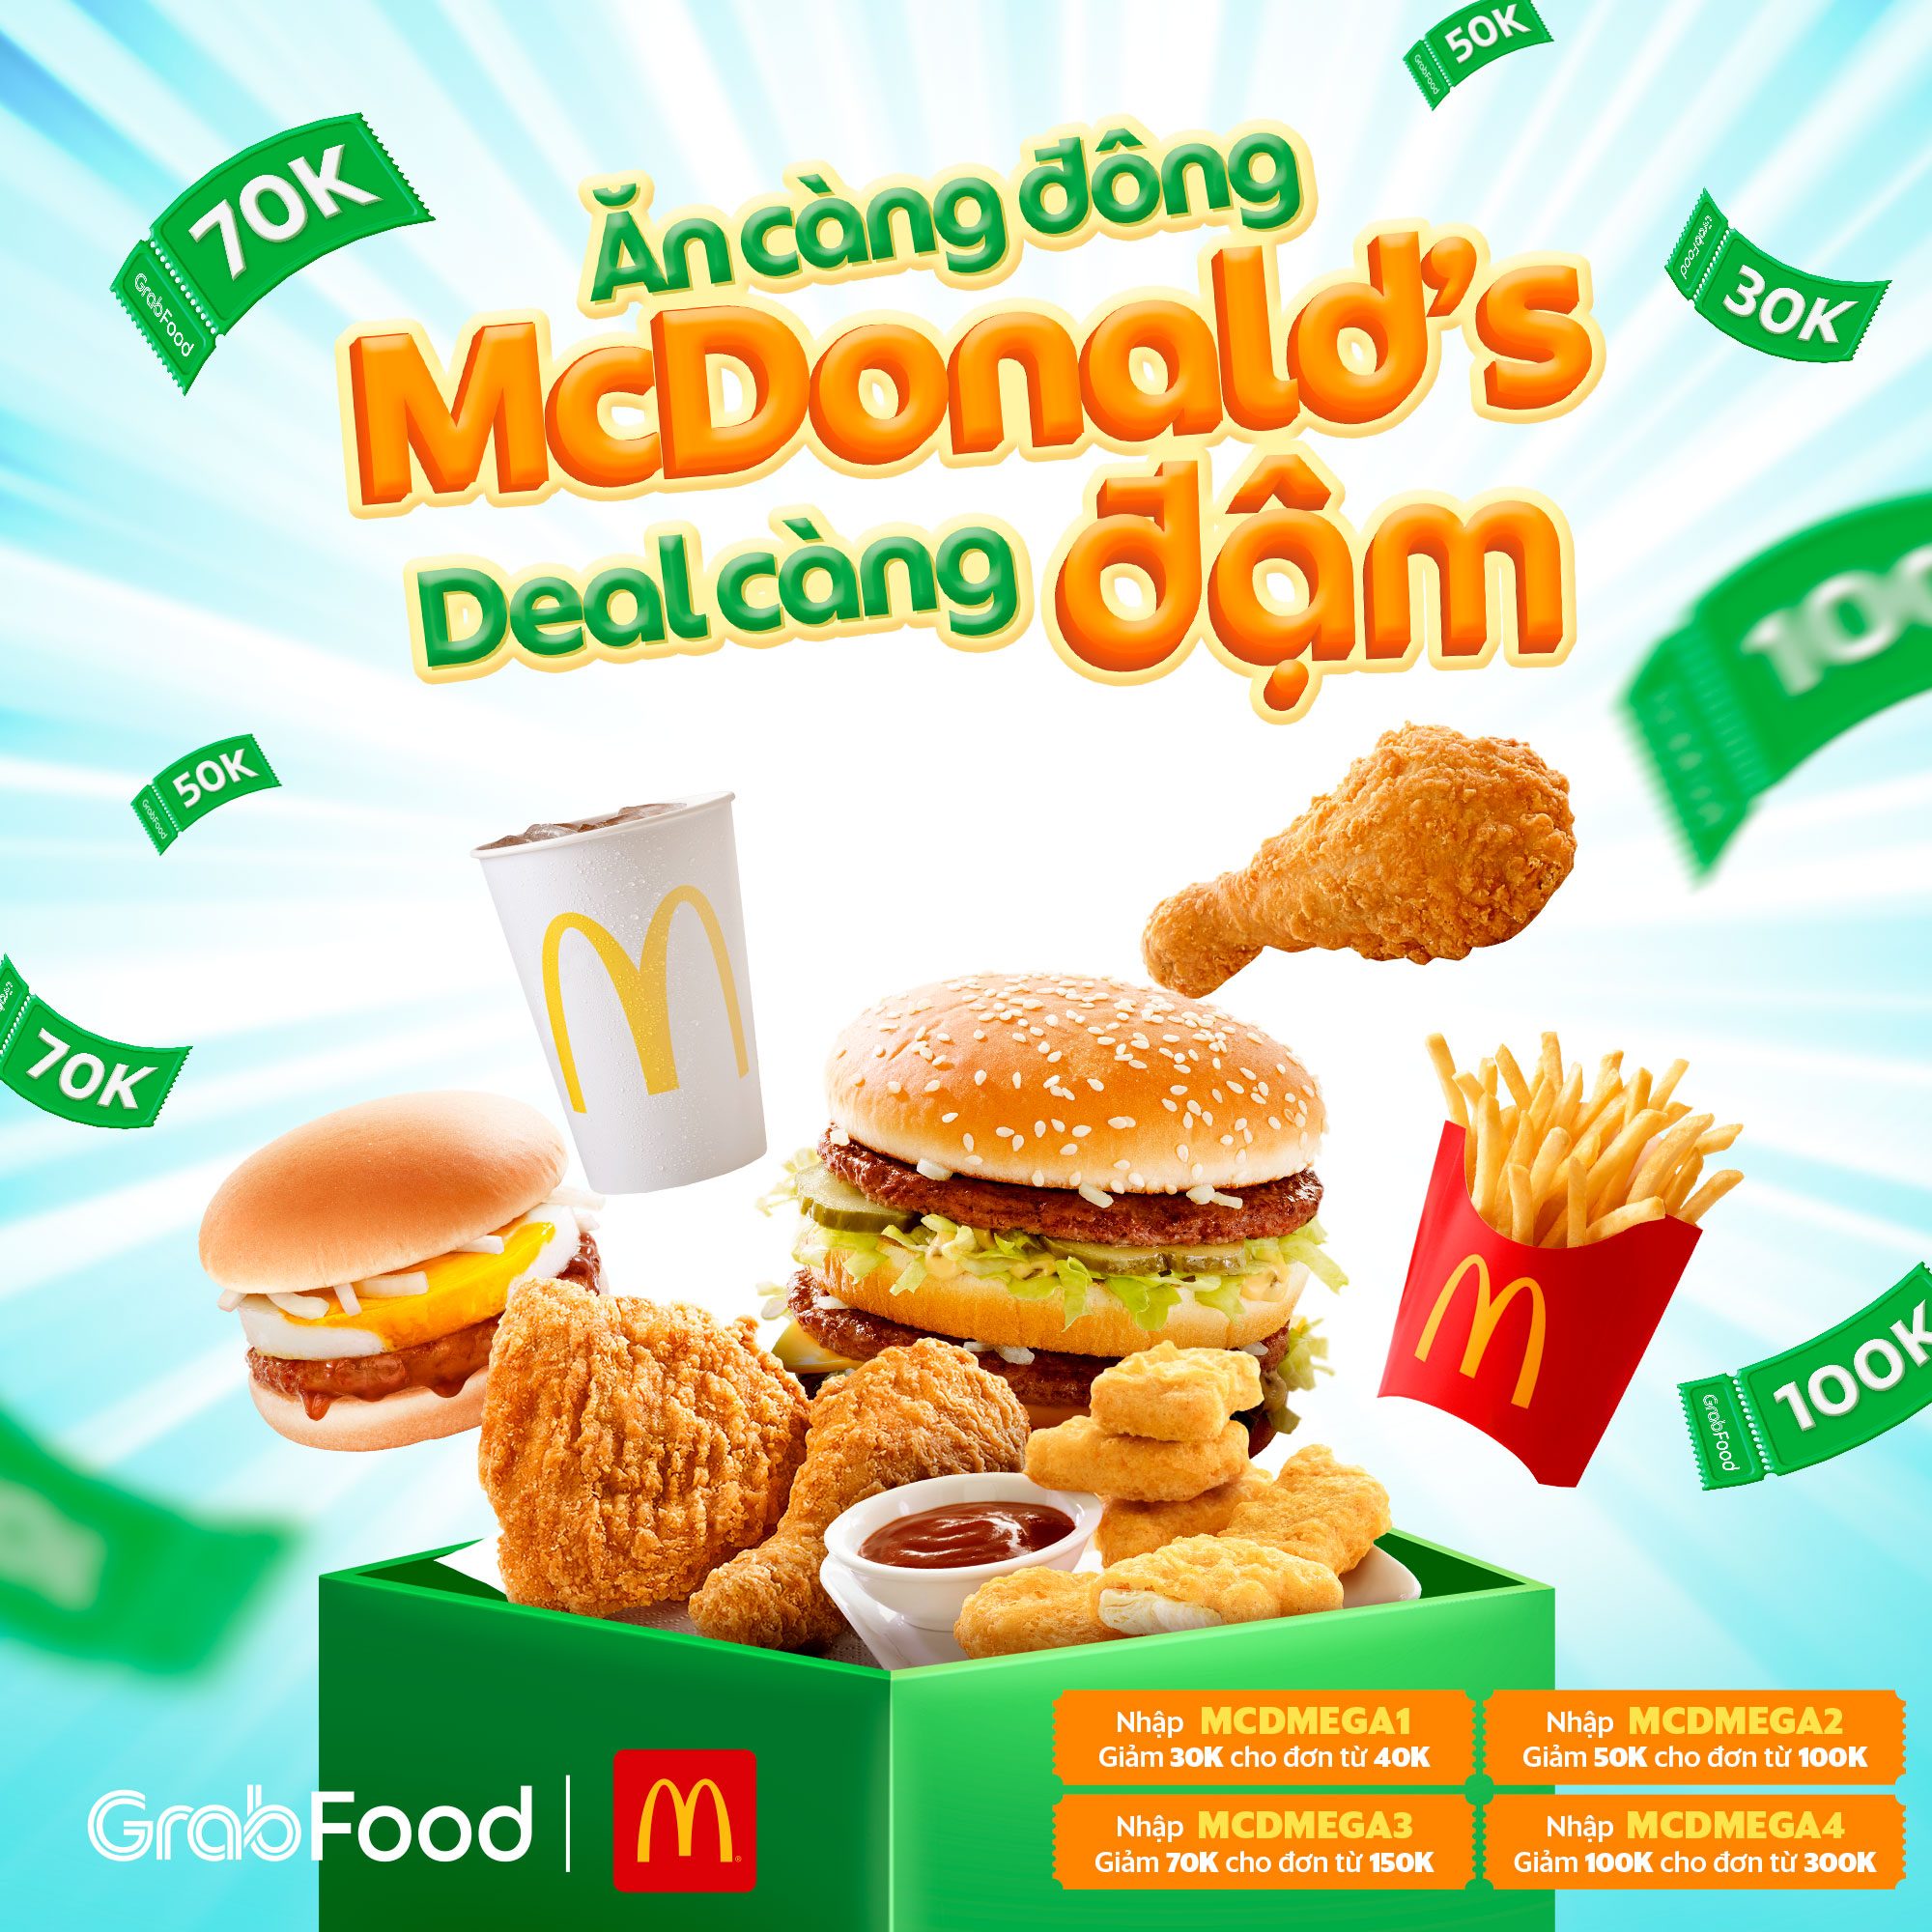 50K
GrabFood
70K
GrabFood
30K
GrabFood
Ăn càng đông
McDonald's
Deal càng đậm
100
50K
GrabFood
70K
100K
GrabFood
Nhập MCDMEGA1
Giảm 30K cho đơn từ 40K
Nhập MCDMEGA2
Giảm 50K cho đơn từ 100K
Nhập MCDMEGA3
Giảm 70K cho đơn từ 150K
Nhập MCDMEGA4
Giảm 100K cho đơn từ 300K
GrabFood